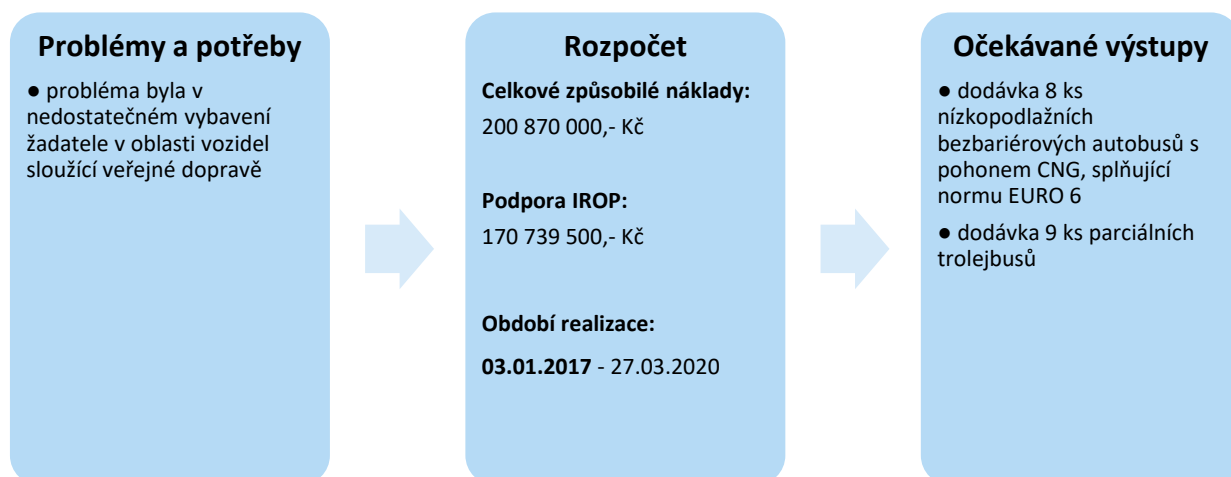 Problémy a potřeby
● probléma byla v
nedostatečném vybavení
žadatele v oblasti vozidel
sloužící veřejné dopravě
Rozpočet
Celkové způsobilé náklady:
200 870 000,- Kč
Podpora IROP:
170 739 500,- Kč
Období realizace:
03.01.2017 - 27.03.2020
Očekávané výstupy
● dodávka 8 ks
nízkopodlažních
bezbariérových autobusů s
pohonem CNG, splňující
normu EURO 6
● dodávka 9 ks parciálních
trolejbusů